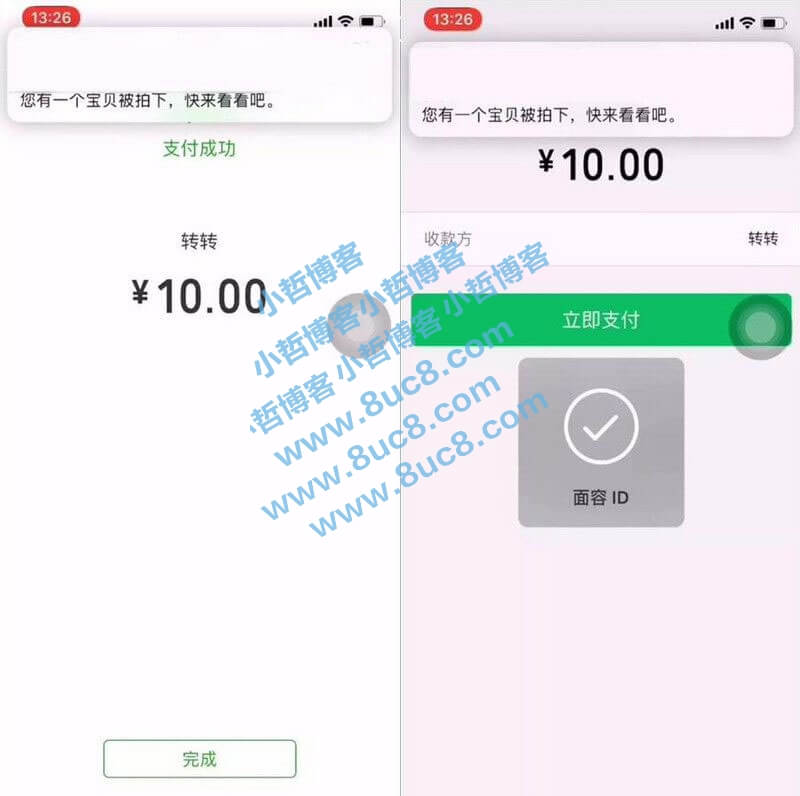 13:26
您有一个宝贝被拍下，快来看看吧。
支付成功
转转
¥10.00
完成
13:26
您有一个宝贝被拍下，快来看看吧。
¥10.00
收款方 转转
立即支付
面容 ID
小哲博客小哲博客
小哲博客小哲博客
小哲博客小哲博客
www.8uc8.com
www.8uc8.com
www.8uc8.com